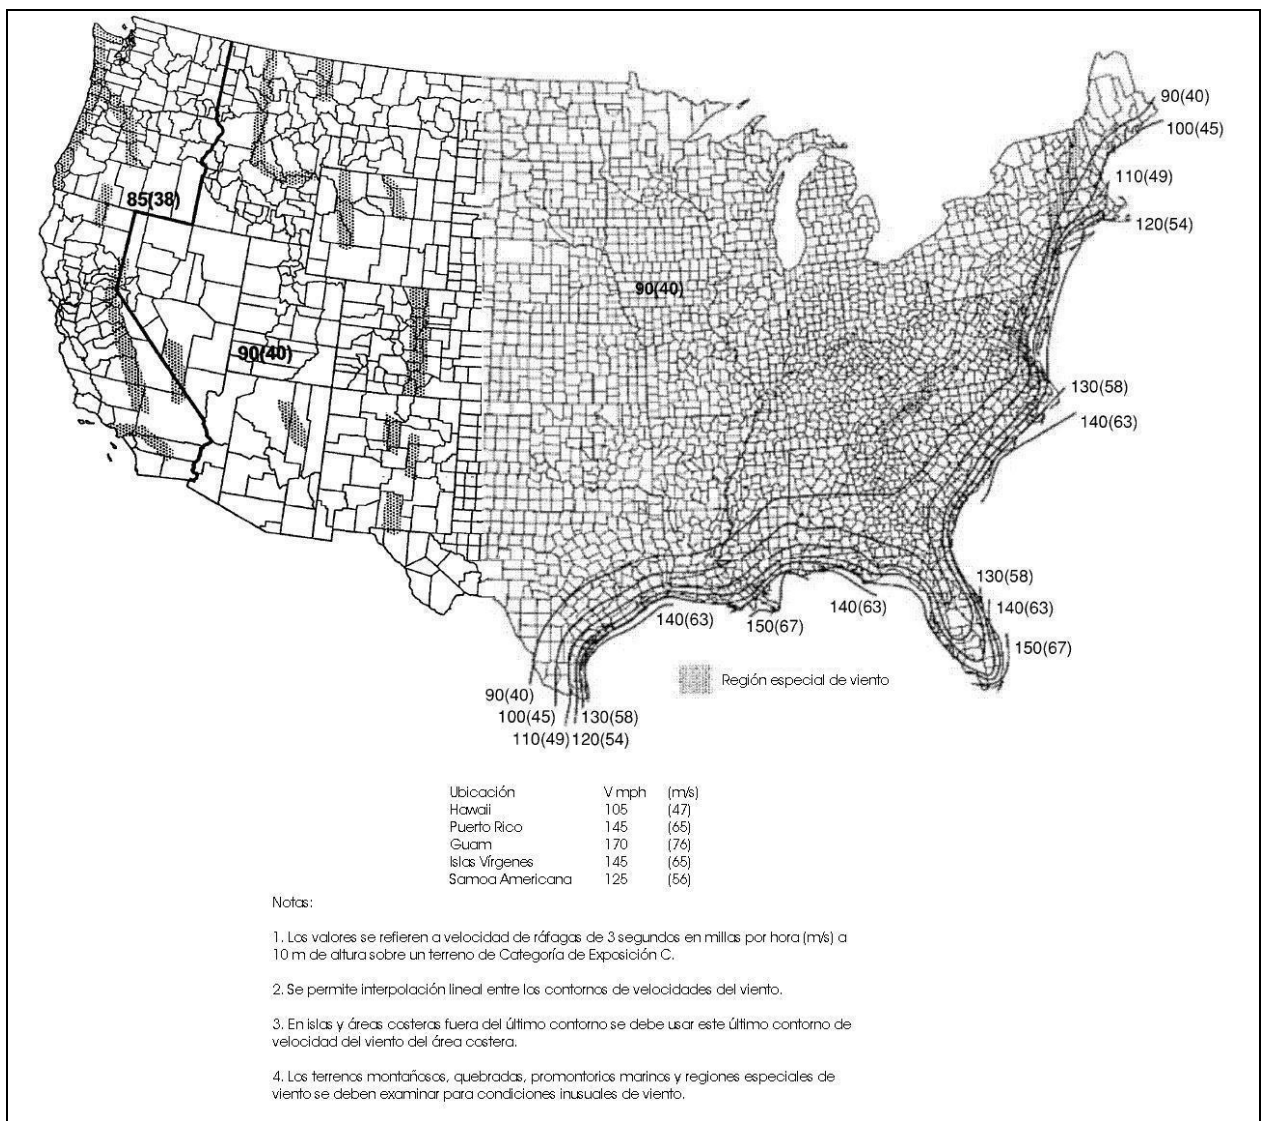 90(40)
100(45)
110(49)
120(54)
85(38)
90(40)
90(40)
130(58)
140(63)
130(58)
140(63)
140(63)
140(63)
150(67)
150(67)
Región especial de viento
90(40)
100(45)
130(58)
110(49)
120(54)
Ubicación V mph (m/s)
Hawaii 105 (47)
Puerto Rico 145 (65)
Guam 170 (76)
Islas Vírgenes 145 (65)
Samoa Americana 125 (56)
Notas:
1. Los valores se refieren a velocidad de ráfagas de 3 segundos en millas por hora (m/s) a
10 m de altura sobre un terreno de Categoría de Exposición C.
2. Se permite interpolación lineal entre los contornos de velocidades del viento.
3. En islas y áreas costeras fuera del último contorno se debe usar este último contorno de
velocidad del viento del área costera.
4. Los terrenos montañosos, quebradas, promontorios marinos y regiones especiales de
viento se deben examinar para condiciones inusuales de viento.